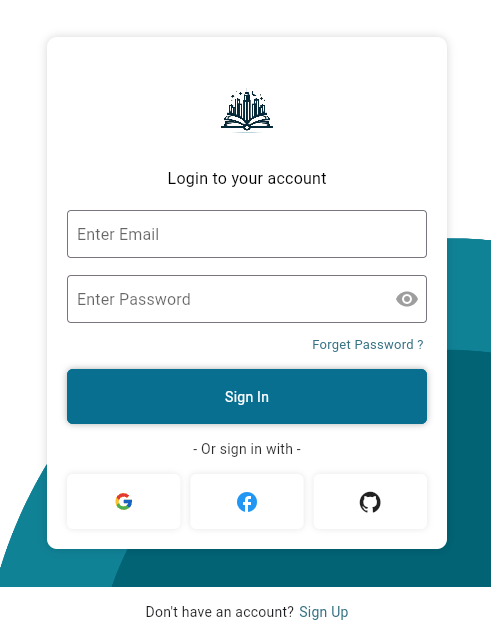 Login to your account
Enter Email
Enter Password
Forget Password ?
Sign In
- Or sign in with -
Don't have an account? Sign Up